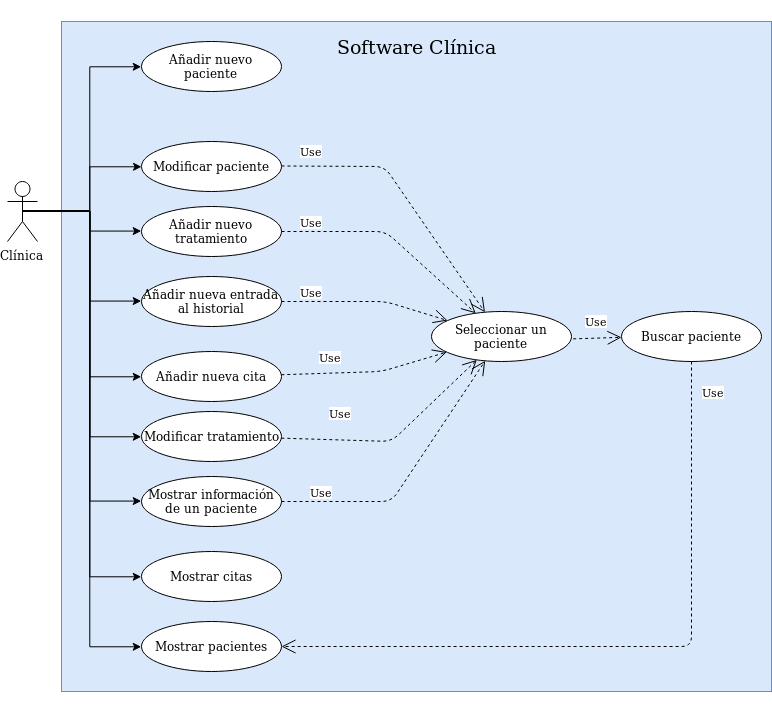 Software Clínica
Añadir nuevo
paciente
Modificar paciente
Use
Añadir nuevo
tratamiento
Use
Clínica
Añadir nueva entrada
al historial
Use
Seleccionar un
paciente
Use
Buscar paciente
Añadir nueva cita
Use
Use
Modificar tratamiento
Use
Mostrar información
de un paciente
Use
Mostrar citas
Mostrar pacientes